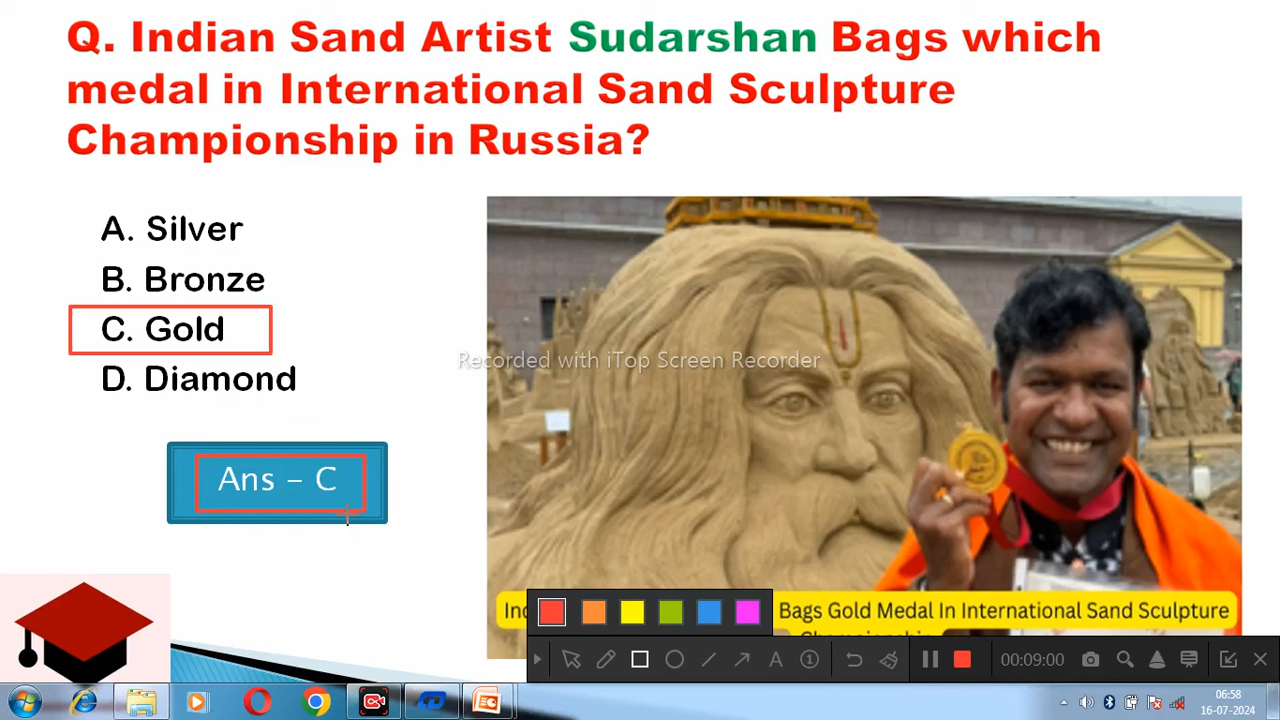 Q. Indian Sand Artist Sudarshan Bags which
medal in International Sand Sculpture
Championship in Russia?
A. Silver
B. Bronze
C. Gold
D. Diamond
Recorded with iTop Screen Recorder
Ans – C
Bags Gold Medal In International Sand Sculpture
00:09:00
06:58
16-07-2024